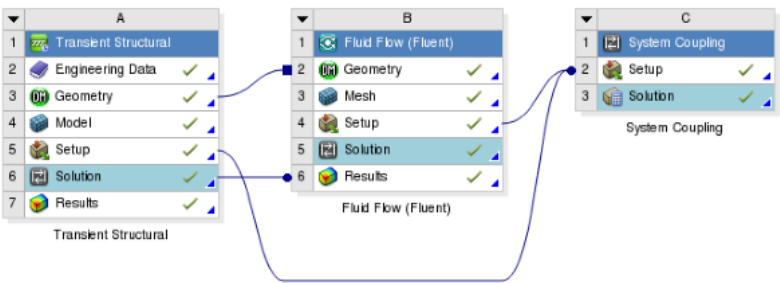 A
1 Transient Structural
2 Engineering Data
3 DM Geometry
4 Model
5 Setup
6 Solution
7 Results
Transient Structural
B
1 Fluid Flow (Fluent)
2 DM Geometry
3 Mesh
4 Setup
5 Solution
6 Results
Fluid Flow (Fluent)
C
1 System Coupling
2 Setup
3 Solution
System Coupling